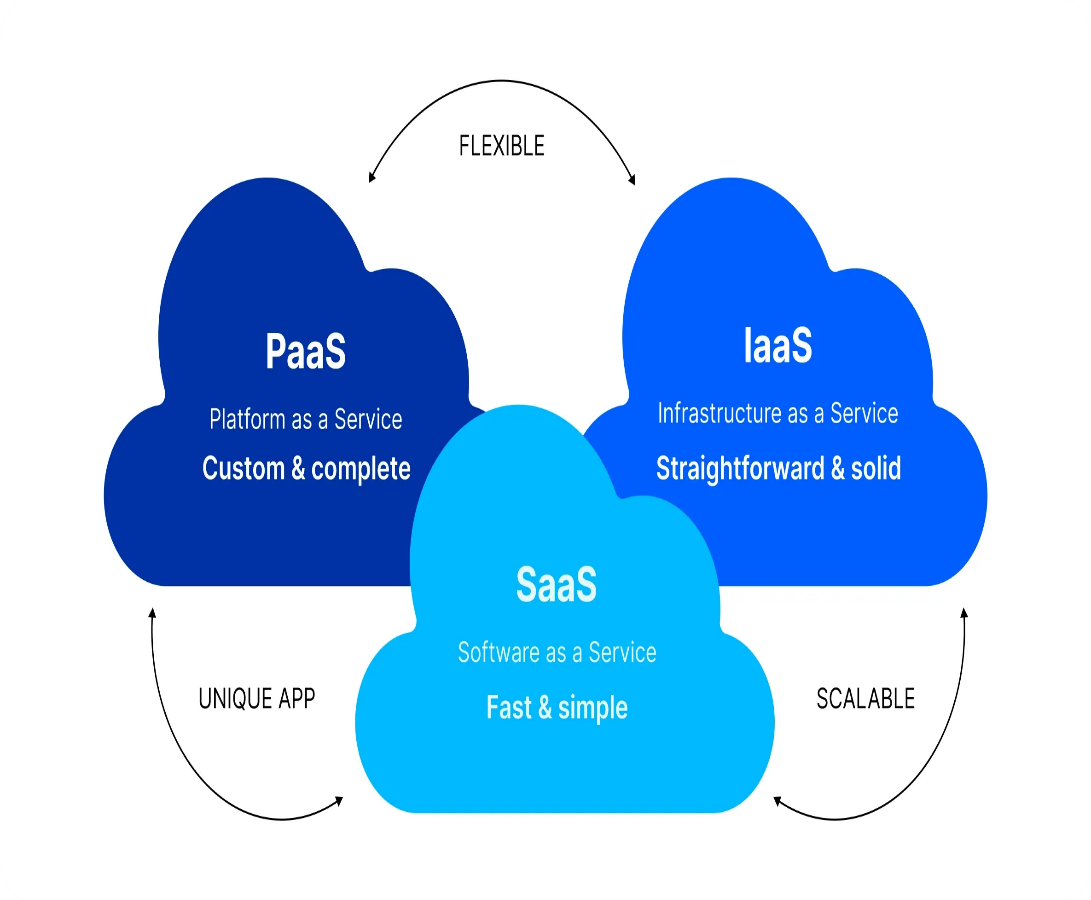 FLEXIBLE
PaaS
Platform as a Service
Custom & complete
IaaS
Infrastructure as a Service
Straightforward & solid
SaaS
Software as a Service
Fast & simple
UNIQUE APP
SCALABLE